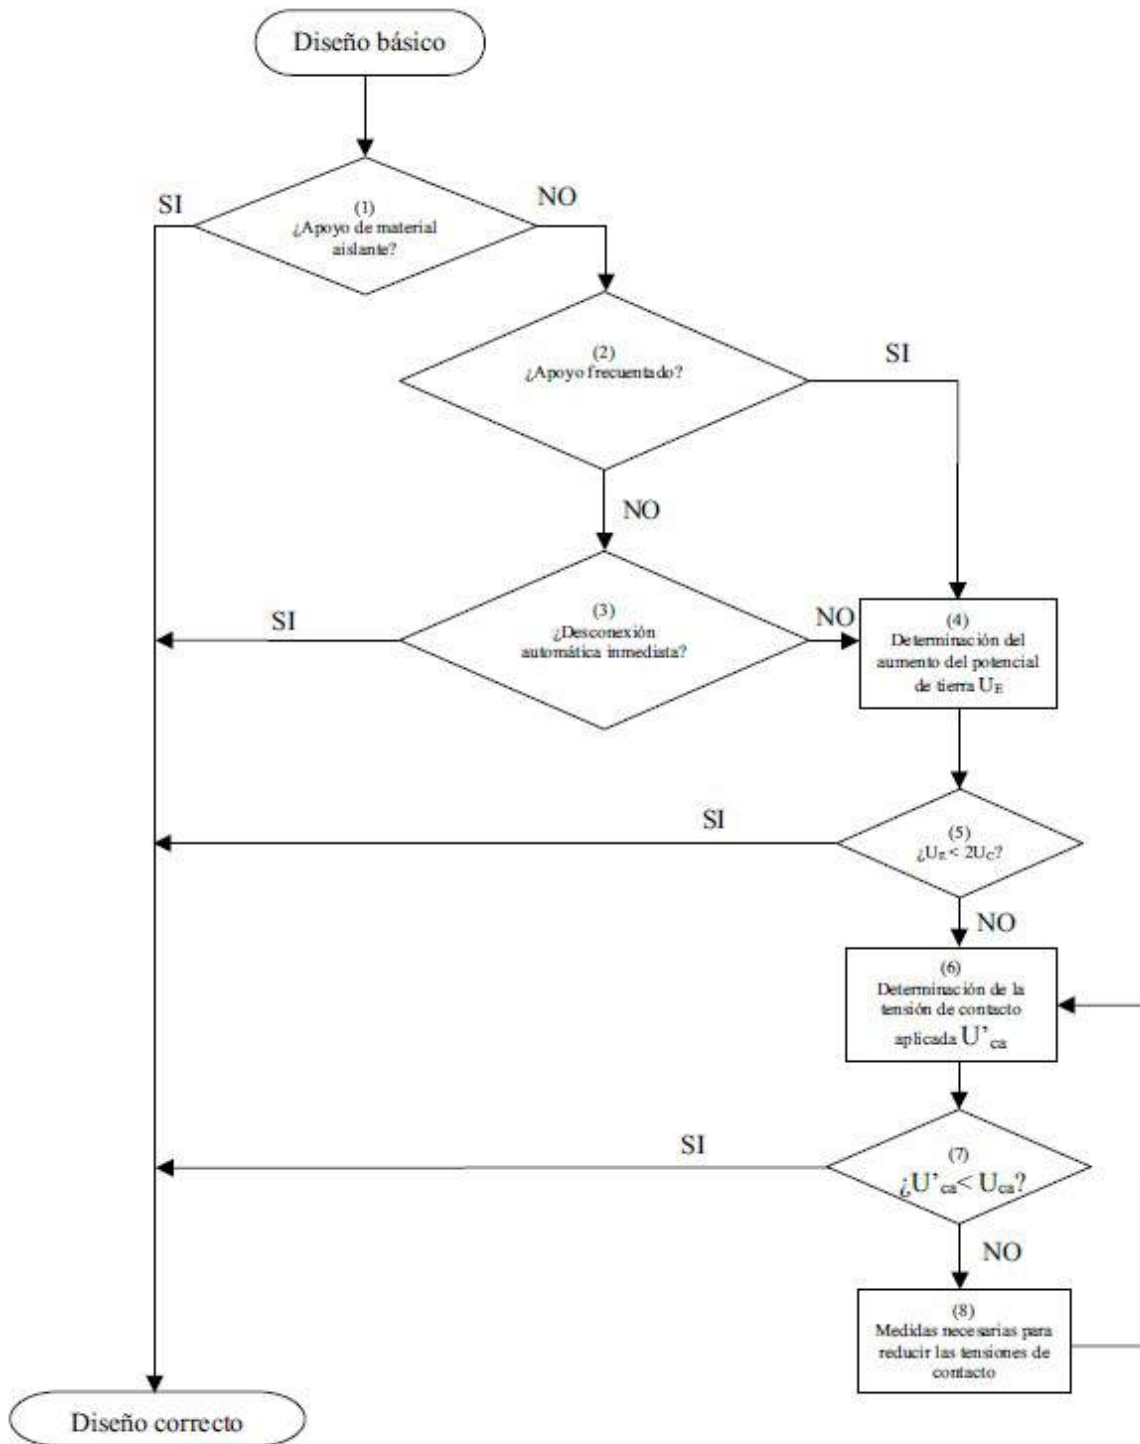 Diseño básico
SI
NO
(1)
¿Apoyo de material
aislante?
(2)
¿Apoyo frecuentado?
SI
NO
SI
(3)
¿Desconexión
automática inmediata?
NO
(4)
Determinación del
aumento del potencial
de tierra UE
SI
(5)
¿UE < 2UC?
NO
(6)
Determinación de la
tensión de contacto
aplicada U'ca
SI
(7)
¿U'ca< Uca?
NO
(8)
Medidas necesarias para
reducir las tensiones de
contacto
Diseño correcto